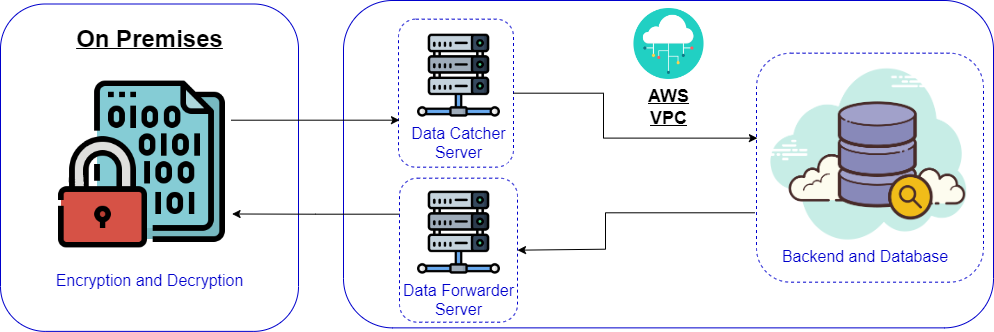 On Premises
0100
0101
100
101
Encryption and Decryption
Data Catcher
Server
Data Forwarder
Server
AWS
VPC
Backend and Database